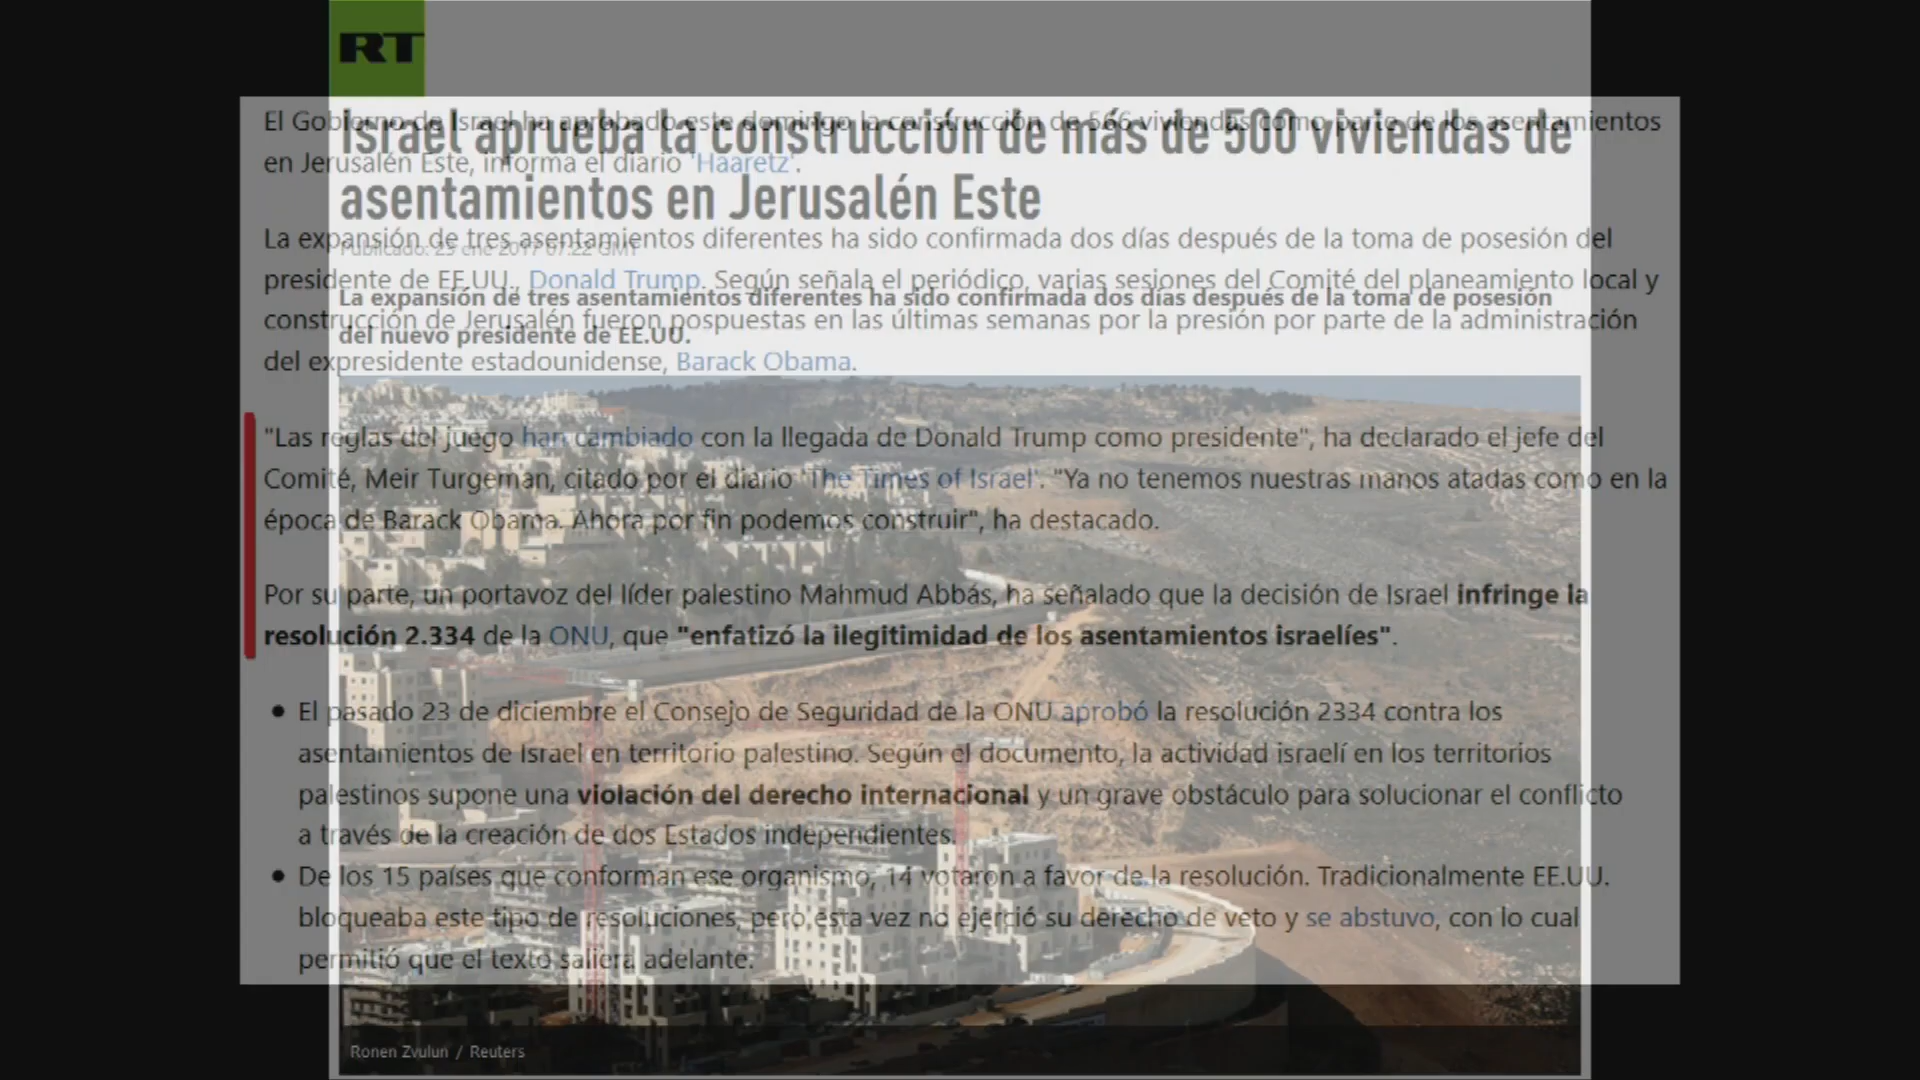 RT
Israel aprueba la construcción de más de 500 viviendas de
asentamientos en Jerusalén Este
Publicado: 23 ene 2017 07:22 GMT
La expansión de tres asentamientos diferentes ha sido confirmada dos días después de la toma de posesión
del nuevo presidente de EE.UU.
El Gobierno de Israel ha aprobado este domingo la construcción de 566 viviendas como parte de los asentamientos
en Jerusalén Este, informa el diario 'Haaretz'.
La expansión de tres asentamientos diferentes ha sido confirmada dos días después de la toma de posesión del
presidente de EE.UU., Donald Trump. Según señala el periódico, varias sesiones del Comité del planeamiento local y
construcción de Jerusalén fueron pospuestas en las últimas semanas por la presión por parte de la administración
del expresidente estadounidense, Barack Obama.
"Las reglas del juego han cambiado con la llegada de Donald Trump como presidente", ha declarado el jefe del
Comité, Meir Turgeman, citado por el diario 'The Times of Israel'. "Ya no tenemos nuestras manos atadas como en la
época de Barack Obama. Ahora por fin podemos construir", ha destacado.
Por su parte, un portavoz del líder palestino Mahmud Abbás, ha señalado que la decisión de Israel infringe la
resolución 2.334 de la ONU, que "enfatizó la ilegitimidad de los asentamientos israelíes".
● El pasado 23 de diciembre el Consejo de Seguridad de la ONU aprobó la resolución 2334 contra los
asentamientos de Israel en territorio palestino. Según el documento, la actividad israelí en los territorios
palestinos supone una violación del derecho internacional y un grave obstáculo para solucionar el conflicto
a través de la creación de dos Estados independientes.
● De los 15 países que conforman ese organismo, 14 votaron a favor de la resolución. Tradicionalmente EE.UU.
bloqueaba este tipo de resoluciones, pero esta vez no ejerció su derecho de veto y se abstuvo, con lo cual
permitió que el texto saliera adelante.
Ronen Zvulun / Reuters